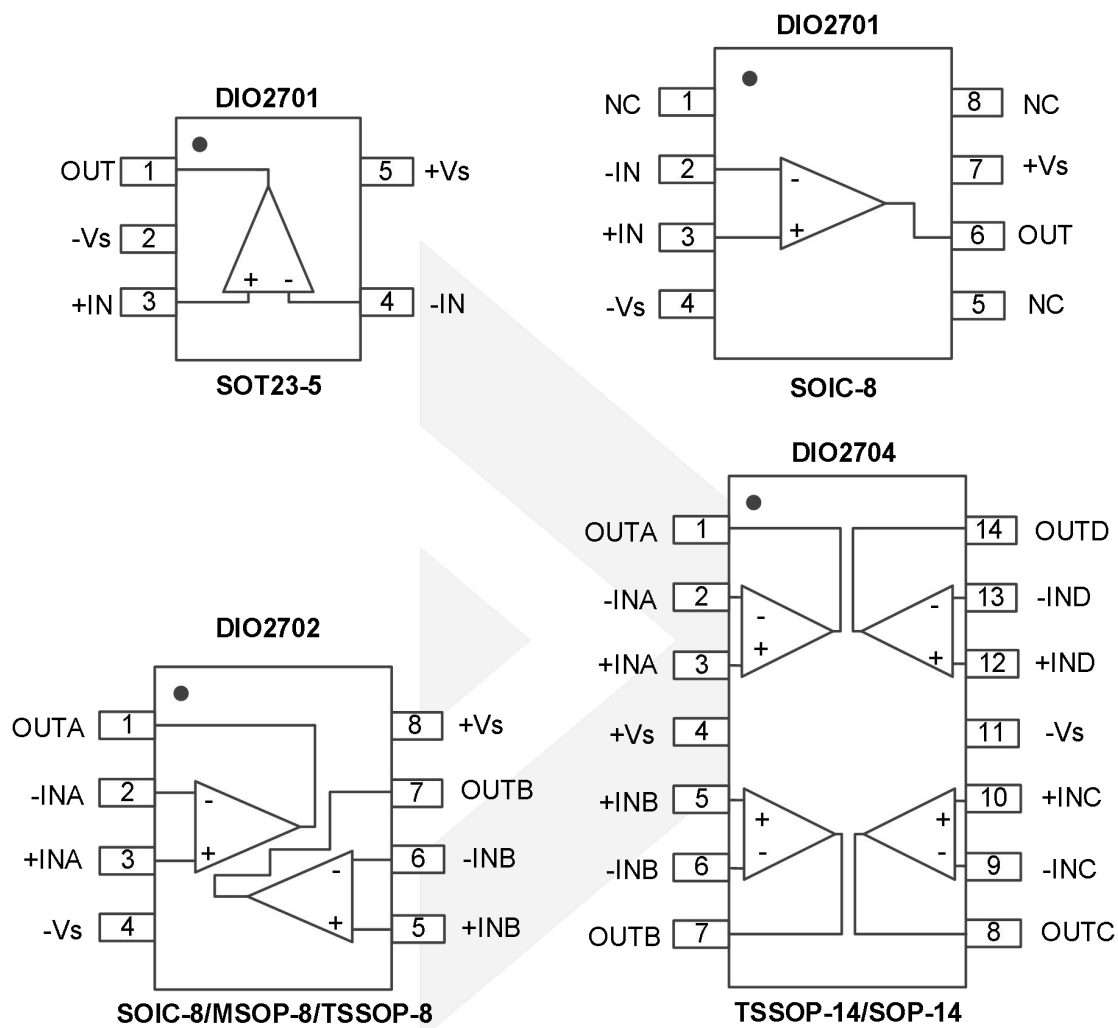 DIO2701
OUT 1 5 +Vs
-Vs 2
+IN 3 + - 4 -IN
SOT23-5
DIO2701
NC 1 8 NC
-IN 2 - 7 +Vs
+IN 3 + 6 OUT
-Vs 4 5 NC
SOIC-8
DIO2702
OUTA 1 8 +Vs
-INA 2 - 7 OUTB
+INA 3 + - 6 -INB
-Vs 4 + 5 +INB
SOIC-8/MSOP-8/TSSOP-8
DIO2704
OUTA 1 14 OUTD
-INA 2 - - 13 -IND
+INA 3 + + 12 +IND
+Vs 4 11 -Vs
+INB 5 + + 10 +INC
-INB 6 - - 9 -INC
OUTB 7 8 OUTC
TSSOP-14/SOP-14